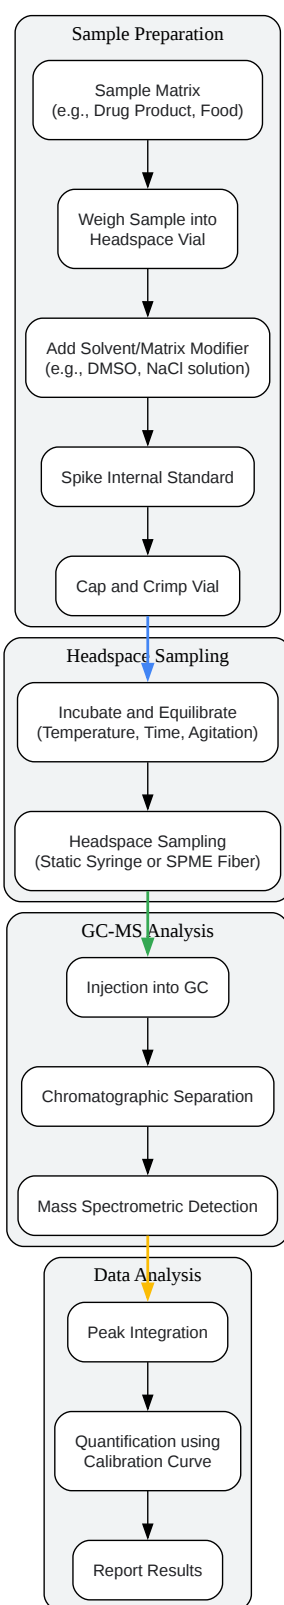 Sample Preparation
Sample Matrix
(e.g., Drug Product, Food)
Weigh Sample into
Headspace Vial
Add Solvent/Matrix Modifier
(e.g., DMSO, NaCl solution)
Spike Internal Standard
Cap and Crimp Vial
Headspace Sampling
Incubate and Equilibrate
(Temperature, Time, Agitation)
Headspace Sampling
(Static Syringe or SPME Fiber)
GC-MS Analysis
Injection into GC
Chromatographic Separation
Mass Spectrometric Detection
Data Analysis
Peak Integration
Quantification using
Calibration Curve
Report Results